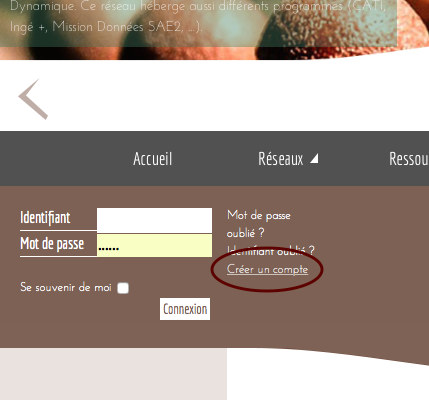 Dynamique. Ce réseau héberge aussi différents programmes (CATI,
Ingé +, Mission Données SAE2, ...).
Accueil
Réseaux
Ressou
Identifiant
Mot de passe
oublié ?
Mot de passe ......
Identifiant oublié ?
Créer un compte
Se souvenir de moi
Connexion